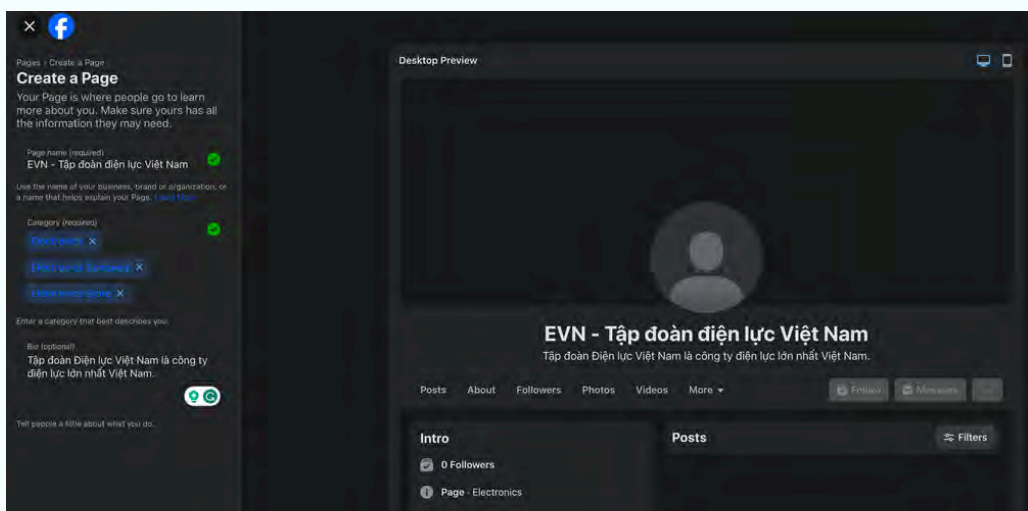 Pages › Create a Page
Create a Page
Your Page is where people go to learn
more about you. Make sure yours has all
the information they may need.
Page name (required)
EVN - Tập đoàn điện lực Việt Nam
Use the name of your business, brand or organization, or
a name that helps explain your Page.
Category (required)
Electronics
Enter a category that best describes you.
Bio (optional)
Tập đoàn Điện lực Việt Nam là công ty
điện lực lớn nhất Việt Nam.
Tell people a little about what you do.
Desktop Preview
EVN - Tập đoàn điện lực Việt Nam
Tập đoàn Điện lực Việt Nam là công ty điện lực lớn nhất Việt Nam.
Posts About Followers Photos Videos More
Follow Message
Intro
0 Followers
Page · Electronics
Posts
Filters